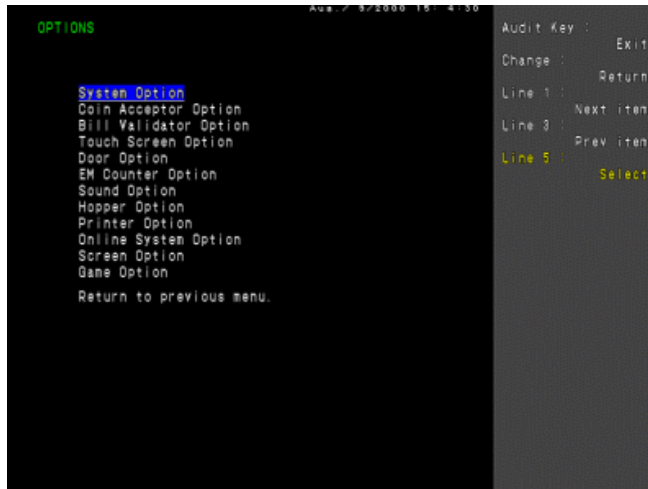 OPTIONS
System Option
Coin Acceptor Option
Bill Validator Option
Touch Screen Option
Door Option
EM Counter Option
Sound Option
Hopper Option
Printer Option
Online System Option
Screen Option
Game Option
Return to previous menu.
Audit Key :
Exit
Change :
Return
Line 1 :
Next item
Line 3 :
Prev item
Line 5 :
Select